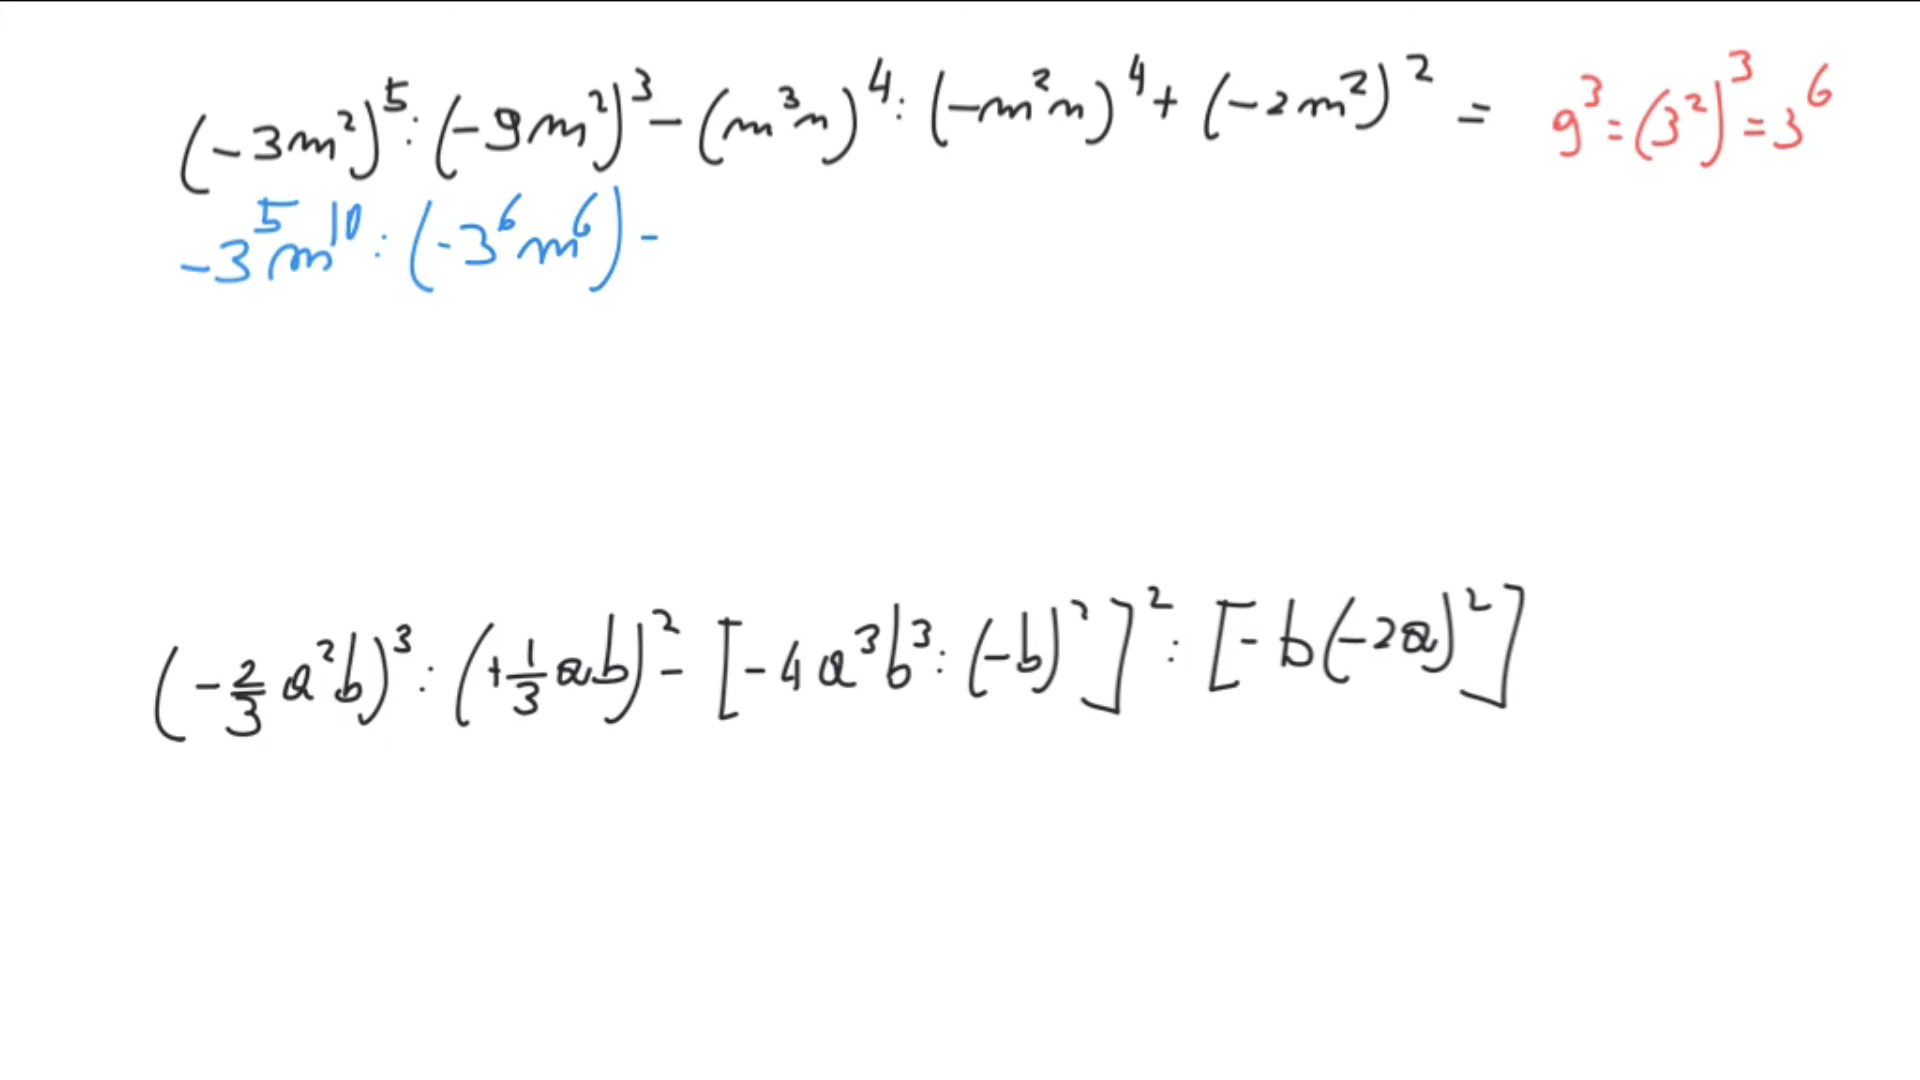 (-3m²)⁵:(-9m²)³-(m³n)⁴:(-m²n)⁴+(-2m²)²= 9³=(3²)³=3⁶
-3⁵m¹⁰:(-3⁶m⁶)-
(-2/3 a²b)³:(+1/3 ab)²-[-4a³b³:(-b)²]²:[-b(-2a)²]